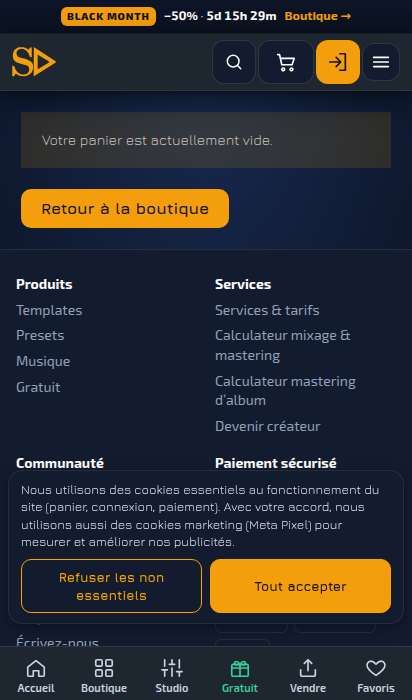 BLACK MONTH −50% · 5d 15h 29m Boutique →
S
Votre panier est actuellement vide.
Retour à la boutique
Produits
Templates
Presets
Musique
Gratuit
Services
Services & tarifs
Calculateur mixage &
mastering
Calculateur mastering
d'album
Devenir créateur
Communauté
Paiement sécurisé
Nous utilisons des cookies essentiels au fonctionnement du
site (panier, connexion, paiement). Avec votre accord, nous
utilisons aussi des cookies marketing (Meta Pixel) pour
mesurer et améliorer nos publicités.
Refuser les non
essentiels
Tout accepter
Écrivez-nous
Accueil
Boutique
Studio
Gratuit
Vendre
Favoris